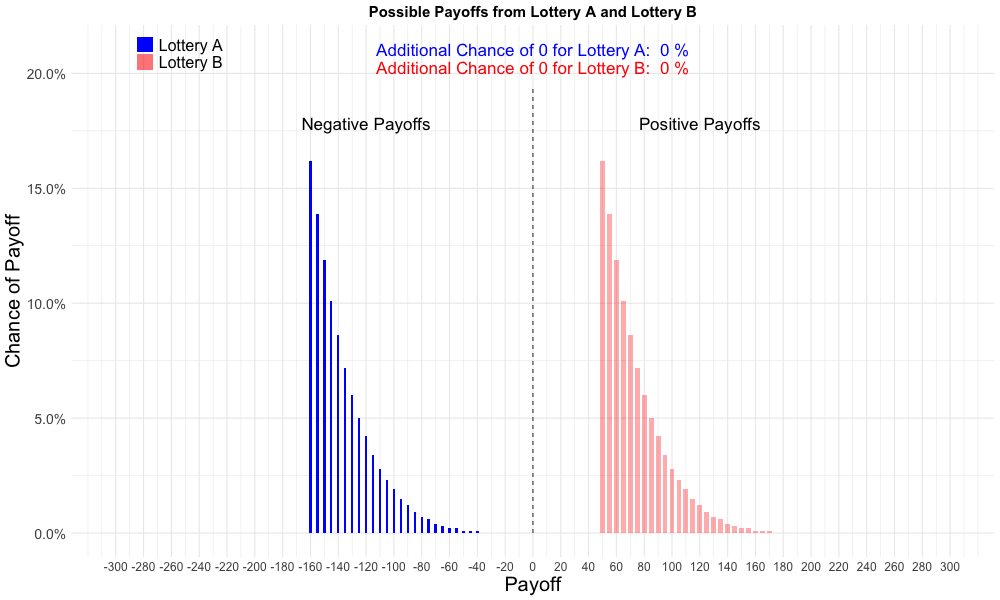 Possible Payoffs from Lottery A and Lottery B
Lottery A
Lottery B
Additional Chance of 0 for Lottery A:  0 %
Additional Chance of 0 for Lottery B:  0 %
Negative Payoffs
Positive Payoffs
Chance of Payoff
20.0%
15.0%
10.0%
5.0%
0.0%
-300 -280 -260 -240 -220 -200 -180 -160 -140 -120 -100 -80 -60 -40 -20 0 20 40 60 80 100 120 140 160 180 200 220 240 260 280 300
Payoff